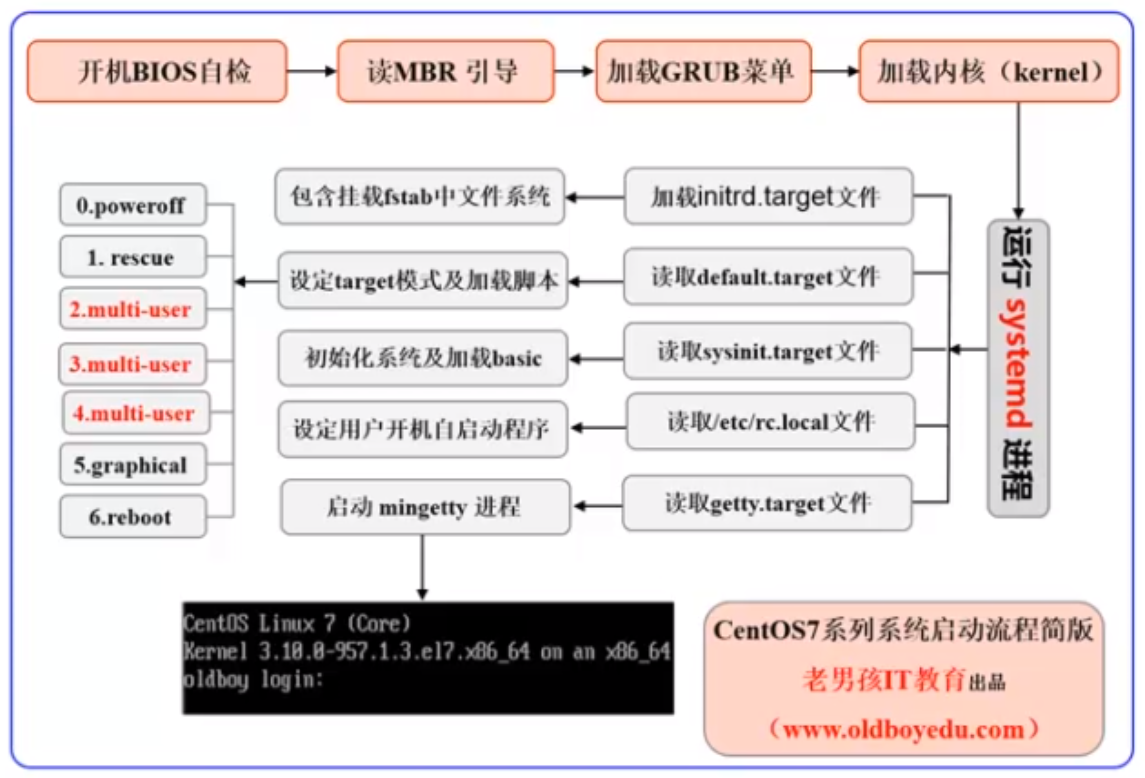 开机BIOS自检
读MBR 引导
加载GRUB菜单
加载内核（kernel）
运行 systemd 进程
加载initrd.target文件
包含挂载fstab中文件系统
读取default.target文件
设定target模式及加载脚本
0.poweroff
1. rescue
2.multi-user
3.multi-user
4.multi-user
5.graphical
6.reboot
读取sysinit.target文件
初始化系统及加载basic
读取/etc/rc.local文件
设定用户开机自启动程序
读取getty.target文件
启动 mingetty 进程
CentOS Linux 7 (Core)
Kernel 3.10.0-957.1.3.el7.x86_64 on an x86_64
oldboy login:
CentOS7系列系统启动流程简版
老男孩IT教育出品
（www.oldboyedu.com）